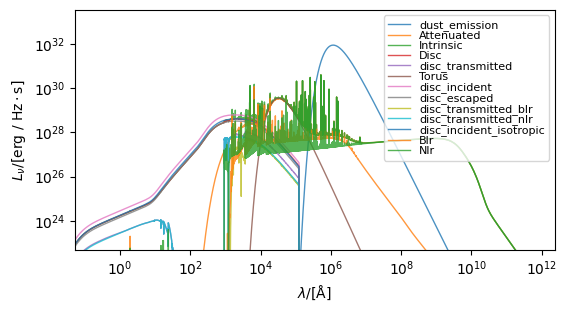 L_ν/[erg / Hz · s]
10^32
10^30
10^28
10^26
10^24
dust_emission
Attenuated
Intrinsic
Disc
disc_transmitted
Torus
disc_incident
disc_escaped
disc_transmitted_blr
disc_transmitted_nlr
disc_incident_isotropic
Blr
Nlr
10^0 10^2 10^4 10^6 10^8 10^10 10^12
λ/[Å]